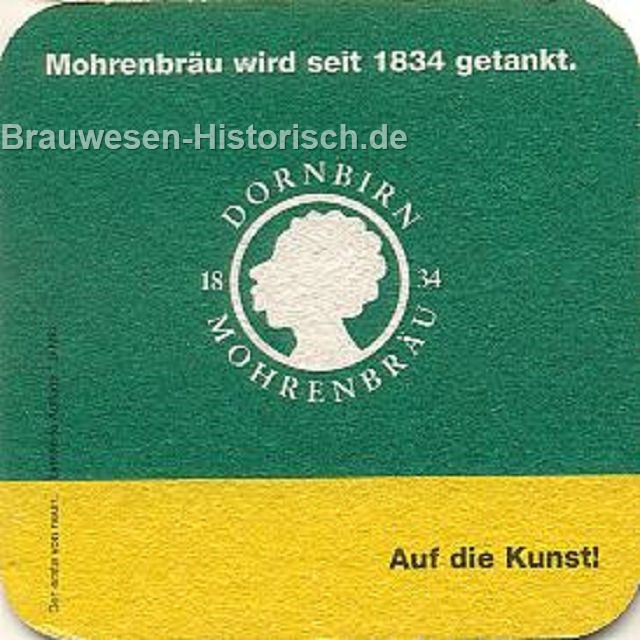 Mohrenbräu wird seit 1834 getankt.
Brauwesen-Historisch.de
DORNBIRN
18 34
MOHRENBRÄU
Auf die Kunst!